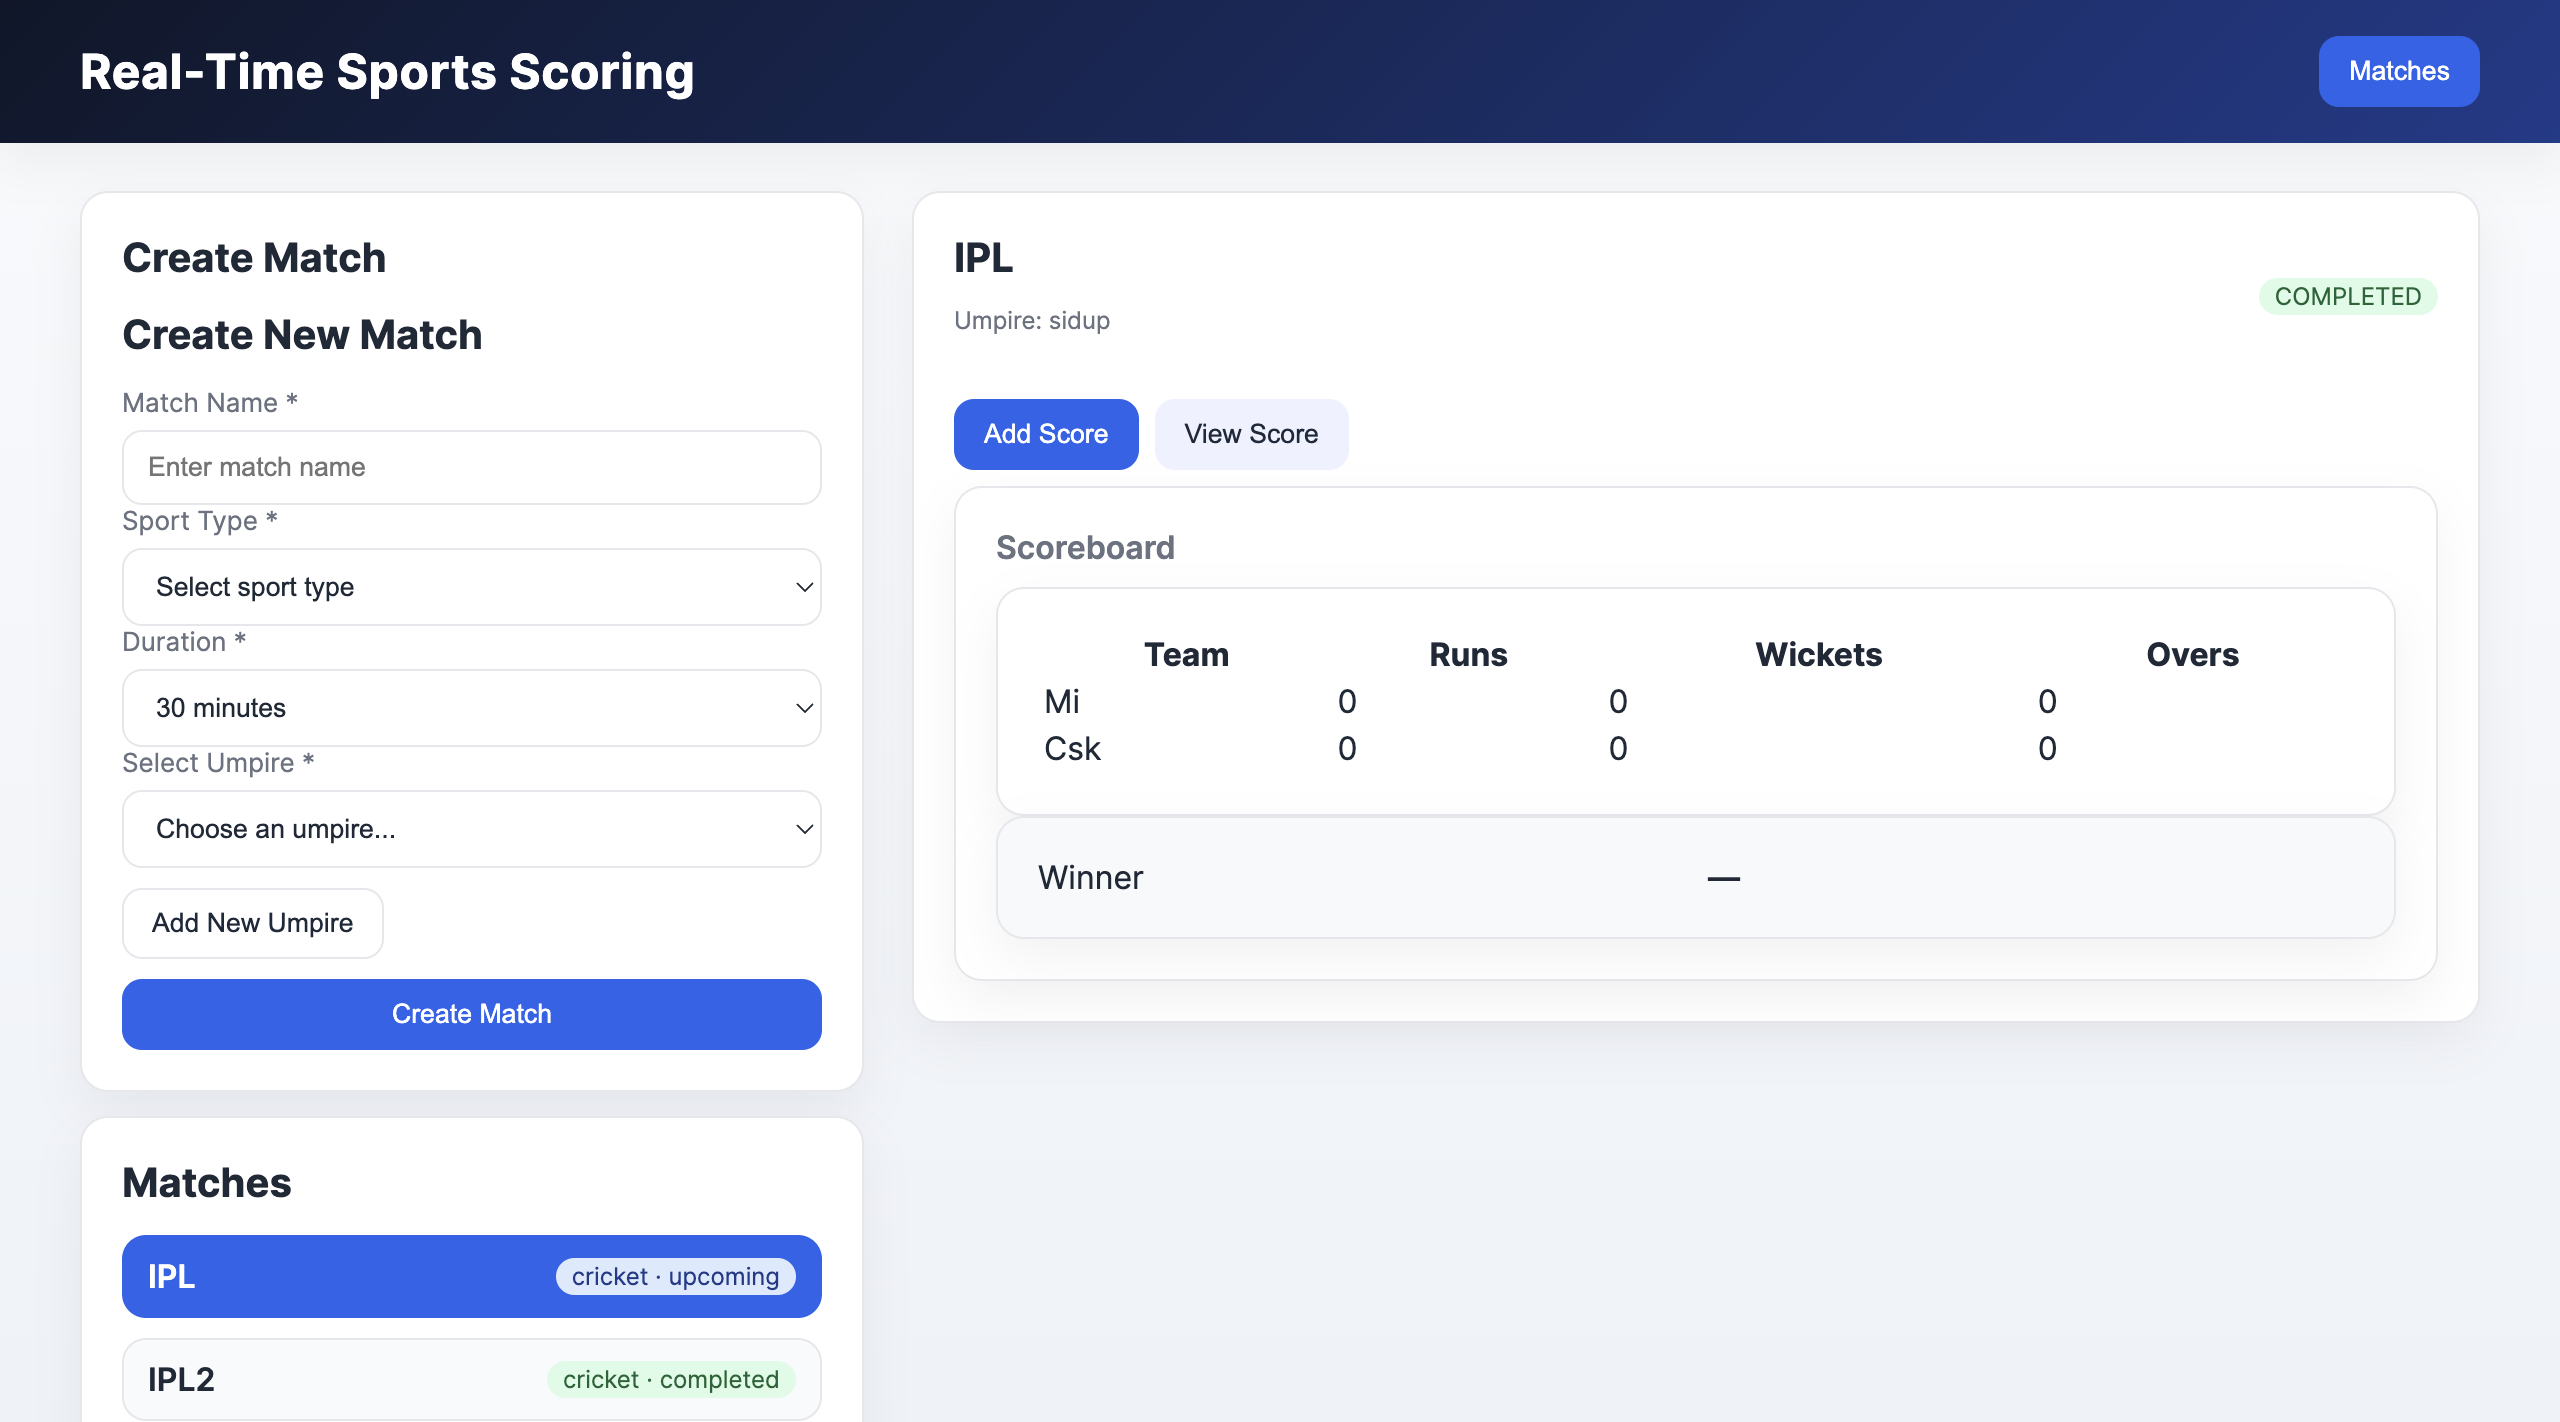 Real-Time Sports Scoring
Matches
Create Match
Create New Match
Match Name *
Enter match name
Sport Type *
Select sport type
Duration *
30 minutes
Select Umpire *
Choose an umpire...
Add New Umpire
Create Match
Matches
IPL cricket · upcoming
IPL2 cricket · completed
IPL
Umpire: sidup
COMPLETED
Add Score View Score
Scoreboard
Team Runs Wickets Overs
Mi 0 0 0
Csk 0 0 0
Winner —